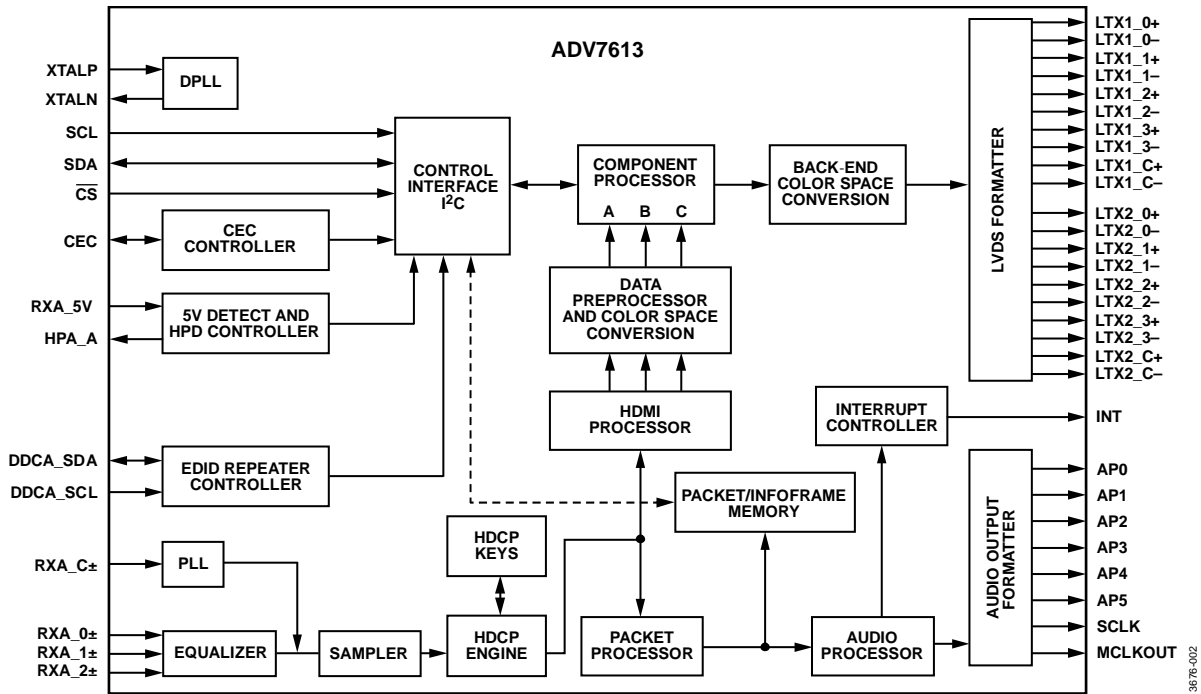 ADV7613
XTALP
XTALN
DPLL
SCL
SDA
CS
CEC
CEC
CONTROLLER
RXA_5V
HPA_A
5V DETECT AND
HPD CONTROLLER
DDCA_SDA
DDCA_SCL
EDID REPEATER
CONTROLLER
RXA_C±
PLL
RXA_0±
RXA_1±
RXA_2±
EQUALIZER
SAMPLER
HDCP
KEYS
HDCP
ENGINE
CONTROL
INTERFACE
I²C
COMPONENT
PROCESSOR
A B C
DATA
PREPROCESSOR
AND COLOR SPACE
CONVERSION
HDMI
PROCESSOR
PACKET/INFOFRAME
MEMORY
PACKET
PROCESSOR
AUDIO
PROCESSOR
INTERRUPT
CONTROLLER
BACK-END
COLOR SPACE
CONVERSION
LVDS FORMATTER
AUDIO OUTPUT
FORMATTER
LTX1_0+
LTX1_0–
LTX1_1+
LTX1_1–
LTX1_2+
LTX1_2–
LTX1_3+
LTX1_3–
LTX1_C+
LTX1_C–
LTX2_0+
LTX2_0–
LTX2_1+
LTX2_1–
LTX2_2+
LTX2_2–
LTX2_3+
LTX2_3–
LTX2_C+
LTX2_C–
INT
AP0
AP1
AP2
AP3
AP4
AP5
SCLK
MCLKOUT
3676-002